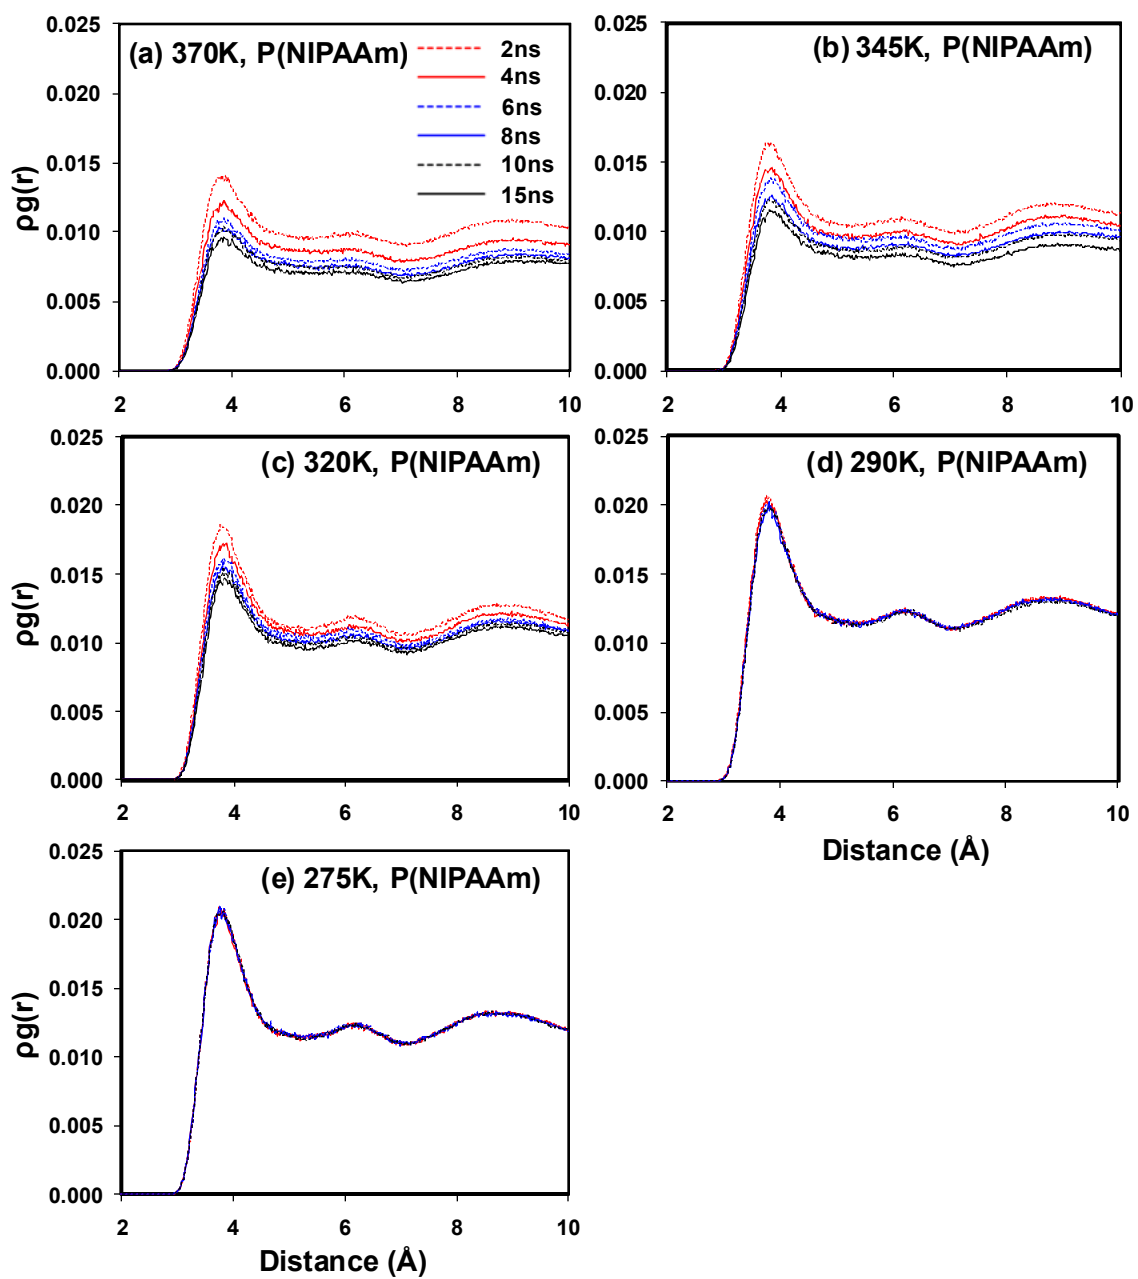 (a) 370K, P(NIPAAm)
2ns
4ns
6ns
8ns
10ns
15ns
ρg(r)
0.025
0.020
0.015
0.010
0.005
0.000
2 4 6 8 10
(b) 345K, P(NIPAAm)
0.025
0.020
0.015
0.010
0.005
0.000
2 4 6 8 10
(c) 320K, P(NIPAAm)
ρg(r)
0.025
0.020
0.015
0.010
0.005
0.000
2 4 6 8 10
(d) 290K, P(NIPAAm)
0.025
0.020
0.015
0.010
0.005
0.000
2 4 6 8 10
Distance (Å)
(e) 275K, P(NIPAAm)
ρg(r)
0.025
0.020
0.015
0.010
0.005
0.000
2 4 6 8 10
Distance (Å)